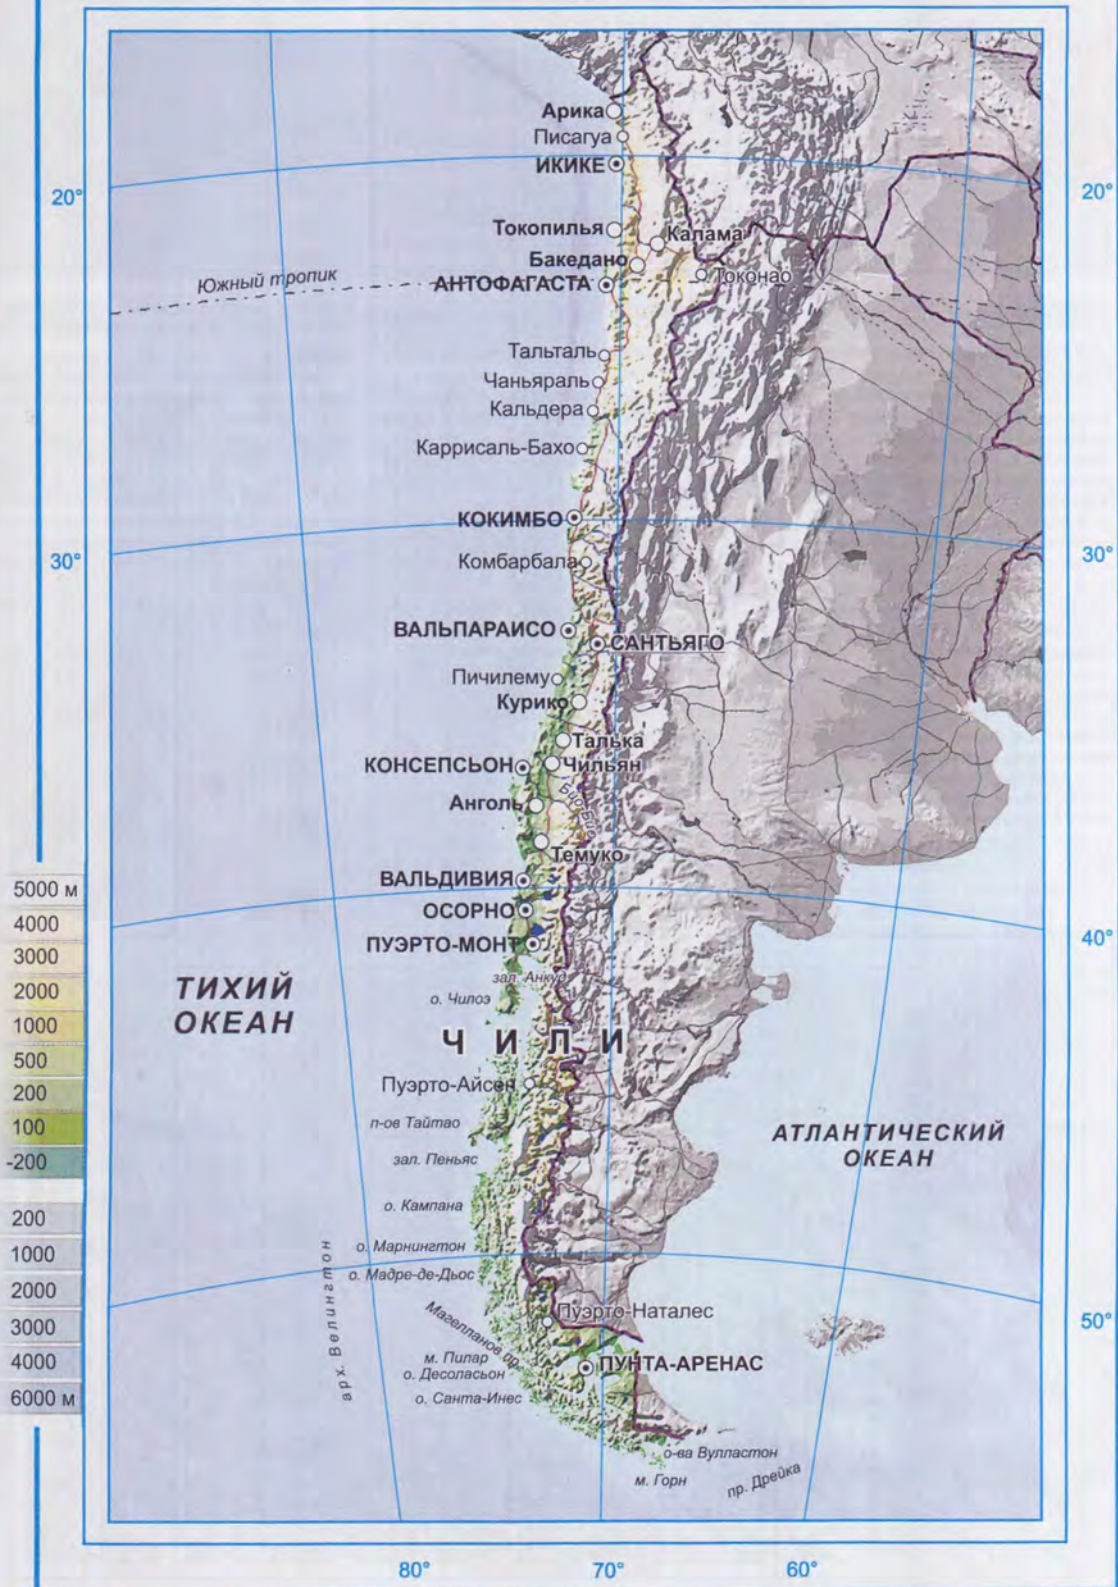 Арика
Писагуа
ИКИКЕ
20°
20°
Токопилья
Калама
Бакедано
Токонао
Южный тропик
АНТОФАГАСТА
Тальталь
Чаньяраль
Кальдера
Каррисаль-Бахо
КОКИМБО
30°
30°
Комбарбала
ВАЛЬПАРАИСО
САНТЬЯГО
Пичилему
Курико
Талька
КОНСЕПСЬОН
Чильян
Био-Био
Анголь
Темуко
ВАЛЬДИВИЯ
ОСОРНО
ПУЭРТО-МОНТ
40°
40°
зал. Анкуд
о. Чилоэ
ТИХИЙ
ОКЕАН
ЧИЛИ
Пуэрто-Айсен
п-ов Тайтао
АТЛАНТИЧЕСКИЙ
ОКЕАН
зал. Пеньяс
о. Кампана
о. Марнингтон
о. Мадре-де-Дьос
арх. Велингтон
Пуэрто-Наталес
50°
Магелланов пр.
м. Пилар
ПУНТА-АРЕНАС
о. Десоласьон
о. Санта-Инес
о-ва Вулластон
м. Горн
пр. Дрейка
80°
70°
60°
5000 м
4000
3000
2000
1000
500
200
100
-200
200
1000
2000
3000
4000
6000 м